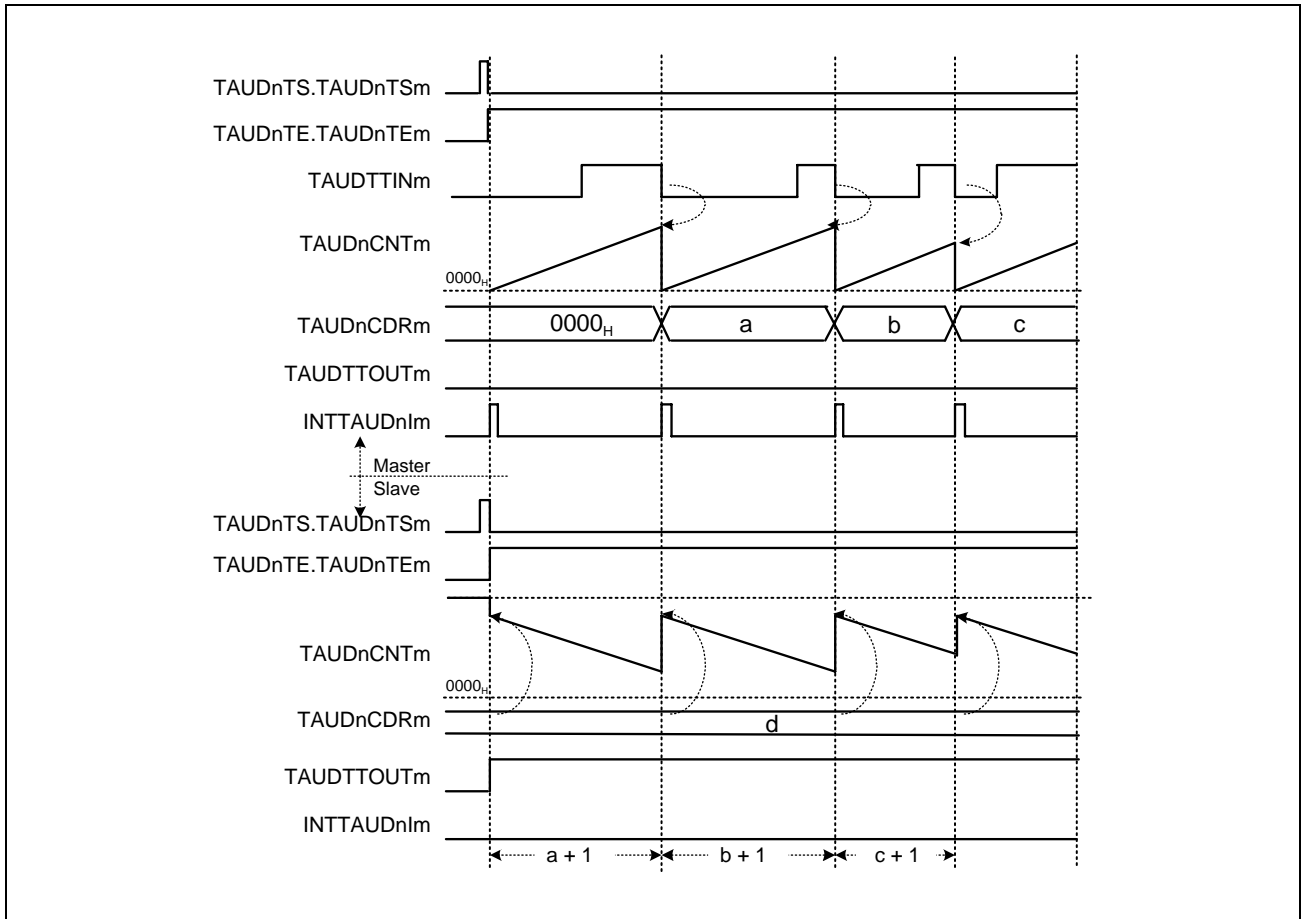 TAUDnTS.TAUDnTSm
TAUDnTE.TAUDnTEm
TAUDTTINm
TAUDnCNTm
0000H
TAUDnCDRm
0000H a b c
TAUDTTOUTm
INTTAUDnIm
Master
Slave
TAUDnTS.TAUDnTSm
TAUDnTE.TAUDnTEm
TAUDnCNTm
0000H
TAUDnCDRm
d
TAUDTTOUTm
INTTAUDnIm
a + 1 b + 1 c + 1